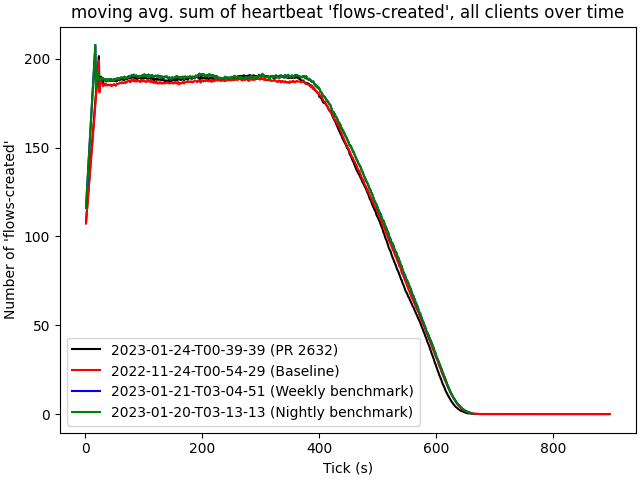 moving avg. sum of heartbeat 'flows-created', all clients over time
Number of 'flows-created'
200
150
100
50
0
2023-01-24-T00-39-39 (PR 2632)
2022-11-24-T00-54-29 (Baseline)
2023-01-21-T03-04-51 (Weekly benchmark)
2023-01-20-T03-13-13 (Nightly benchmark)
0 200 400 600 800
Tick (s)